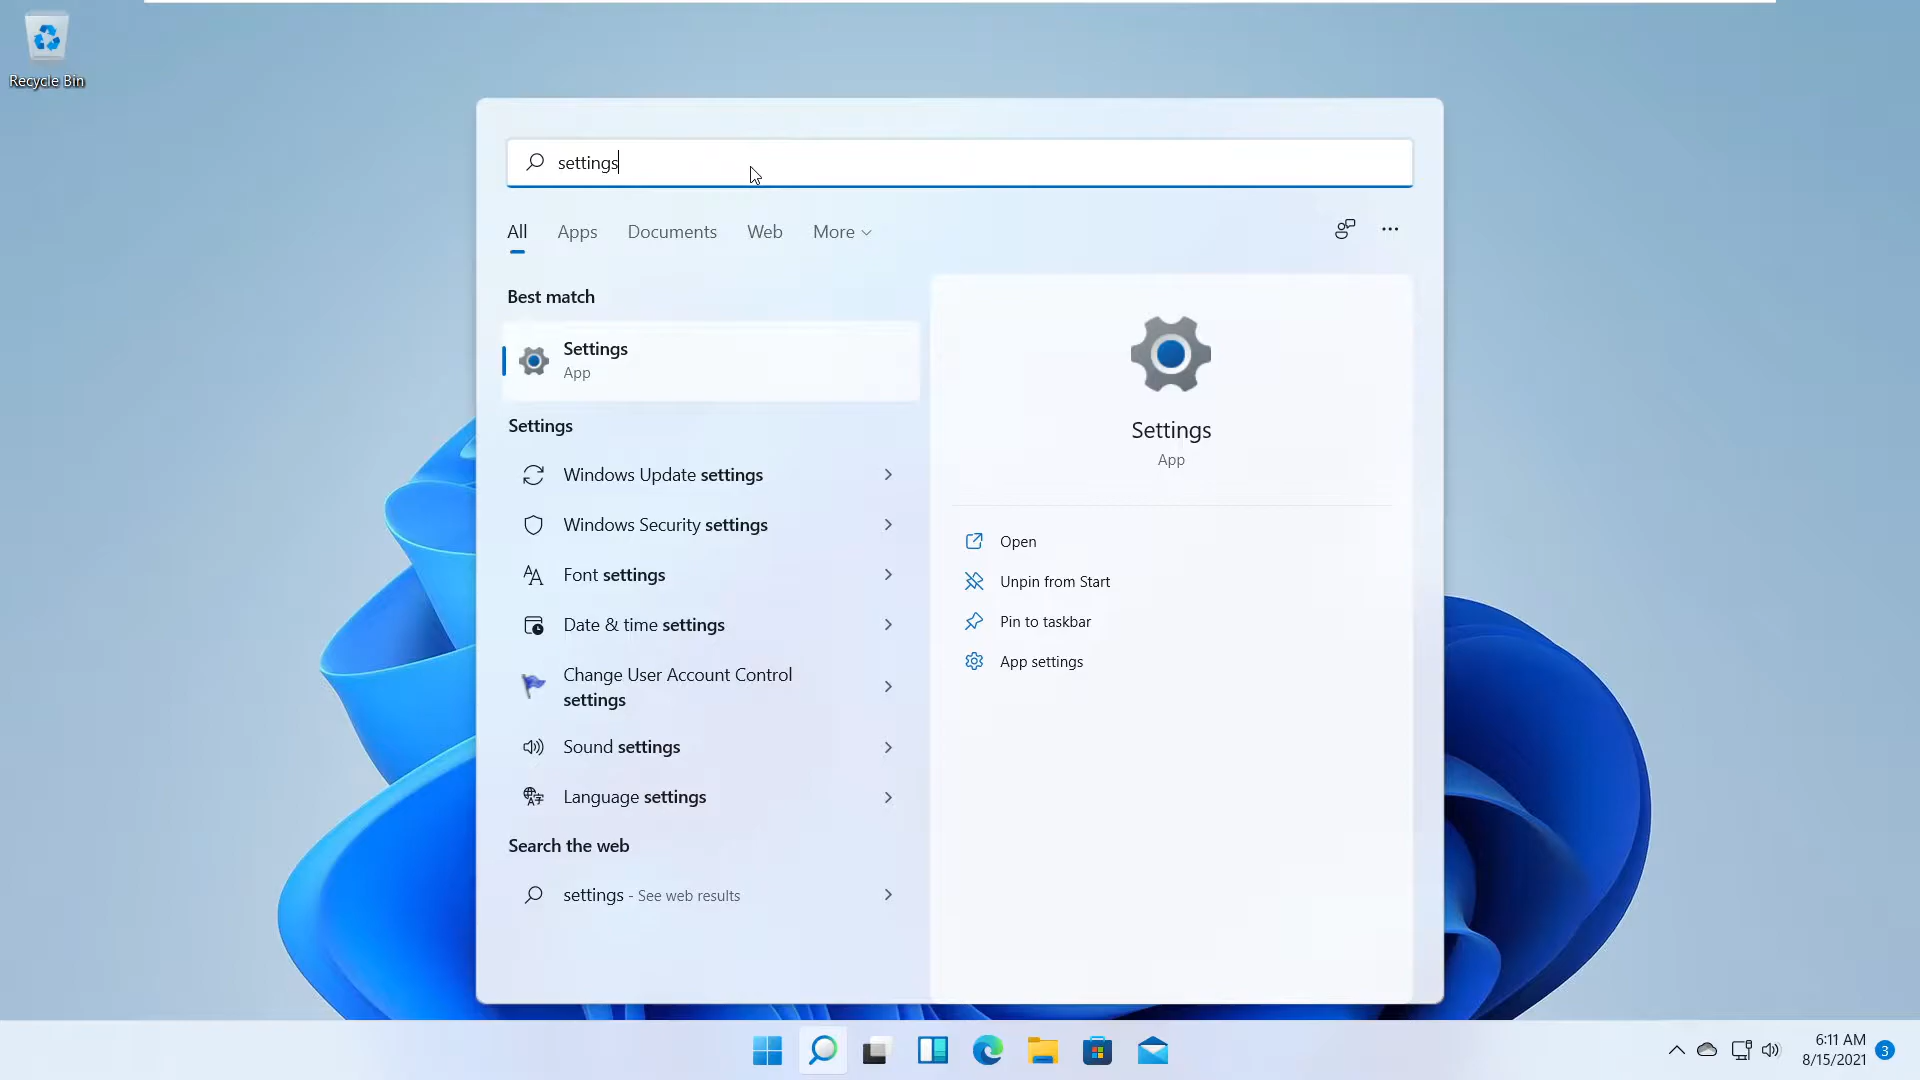 Recycle Bin
settings
All Apps Documents Web More
Best match
Settings
App
Settings
Windows Update settings
Windows Security settings
Font settings
Date & time settings
Change User Account Control
settings
Sound settings
Language settings
Search the web
settings - See web results
Settings
App
Open
Unpin from Start
Pin to taskbar
App settings
6:11 AM
8/15/2021
3